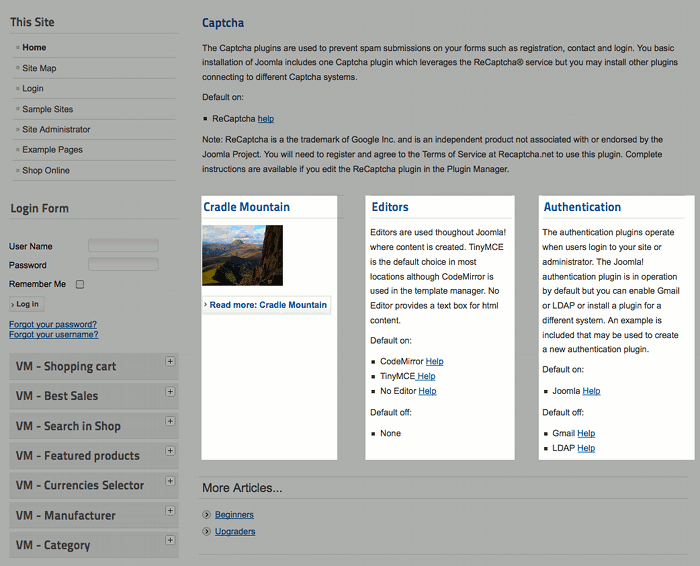 This Site
Home
Site Map
Login
Sample Sites
Site Administrator
Example Pages
Shop Online
Login Form
User Name
Password
Remember Me
Log in
Forgot your password?
Forgot your username?
VM - Shopping cart
VM - Best Sales
VM - Search in Shop
VM - Featured products
VM - Currencies Selector
VM - Manufacturer
VM - Category
Captcha
The Captcha plugins are used to prevent spam submissions on your forms such as registration, contact and login. You basic
installation of Joomla includes one Captcha plugin which leverages the ReCaptcha® service but you may install other plugins
connecting to different Captcha systems.
Default on:
ReCaptcha help
Note: ReCaptcha is a the trademark of Google Inc. and is an independent product not associated with or endorsed by the
Joomla Project. You will need to register and agree to the Terms of Service at Recaptcha.net to use this plugin. Complete
instructions are available if you edit the ReCaptcha plugin in the Plugin Manager.
Cradle Mountain
Read more: Cradle Mountain
Editors
Editors are used thoughout Joomla!
where content is created. TinyMCE
is the default choice in most
locations although CodeMirror is
used in the template manager. No
Editor provides a text box for html
content.
Default on:
CodeMirror Help
TinyMCE Help
No Editor Help
Default off:
None
Authentication
The authentication plugins operate
when users login to your site or
administrator. The Joomla!
authentication plugin is in operation
by default but you can enable Gmail
or LDAP or install a plugin for a
different system. An example is
included that may be used to create
a new authentication plugin.
Default on:
Joomla Help
Default off:
Gmail Help
LDAP Help
More Articles...
Beginners
Upgraders